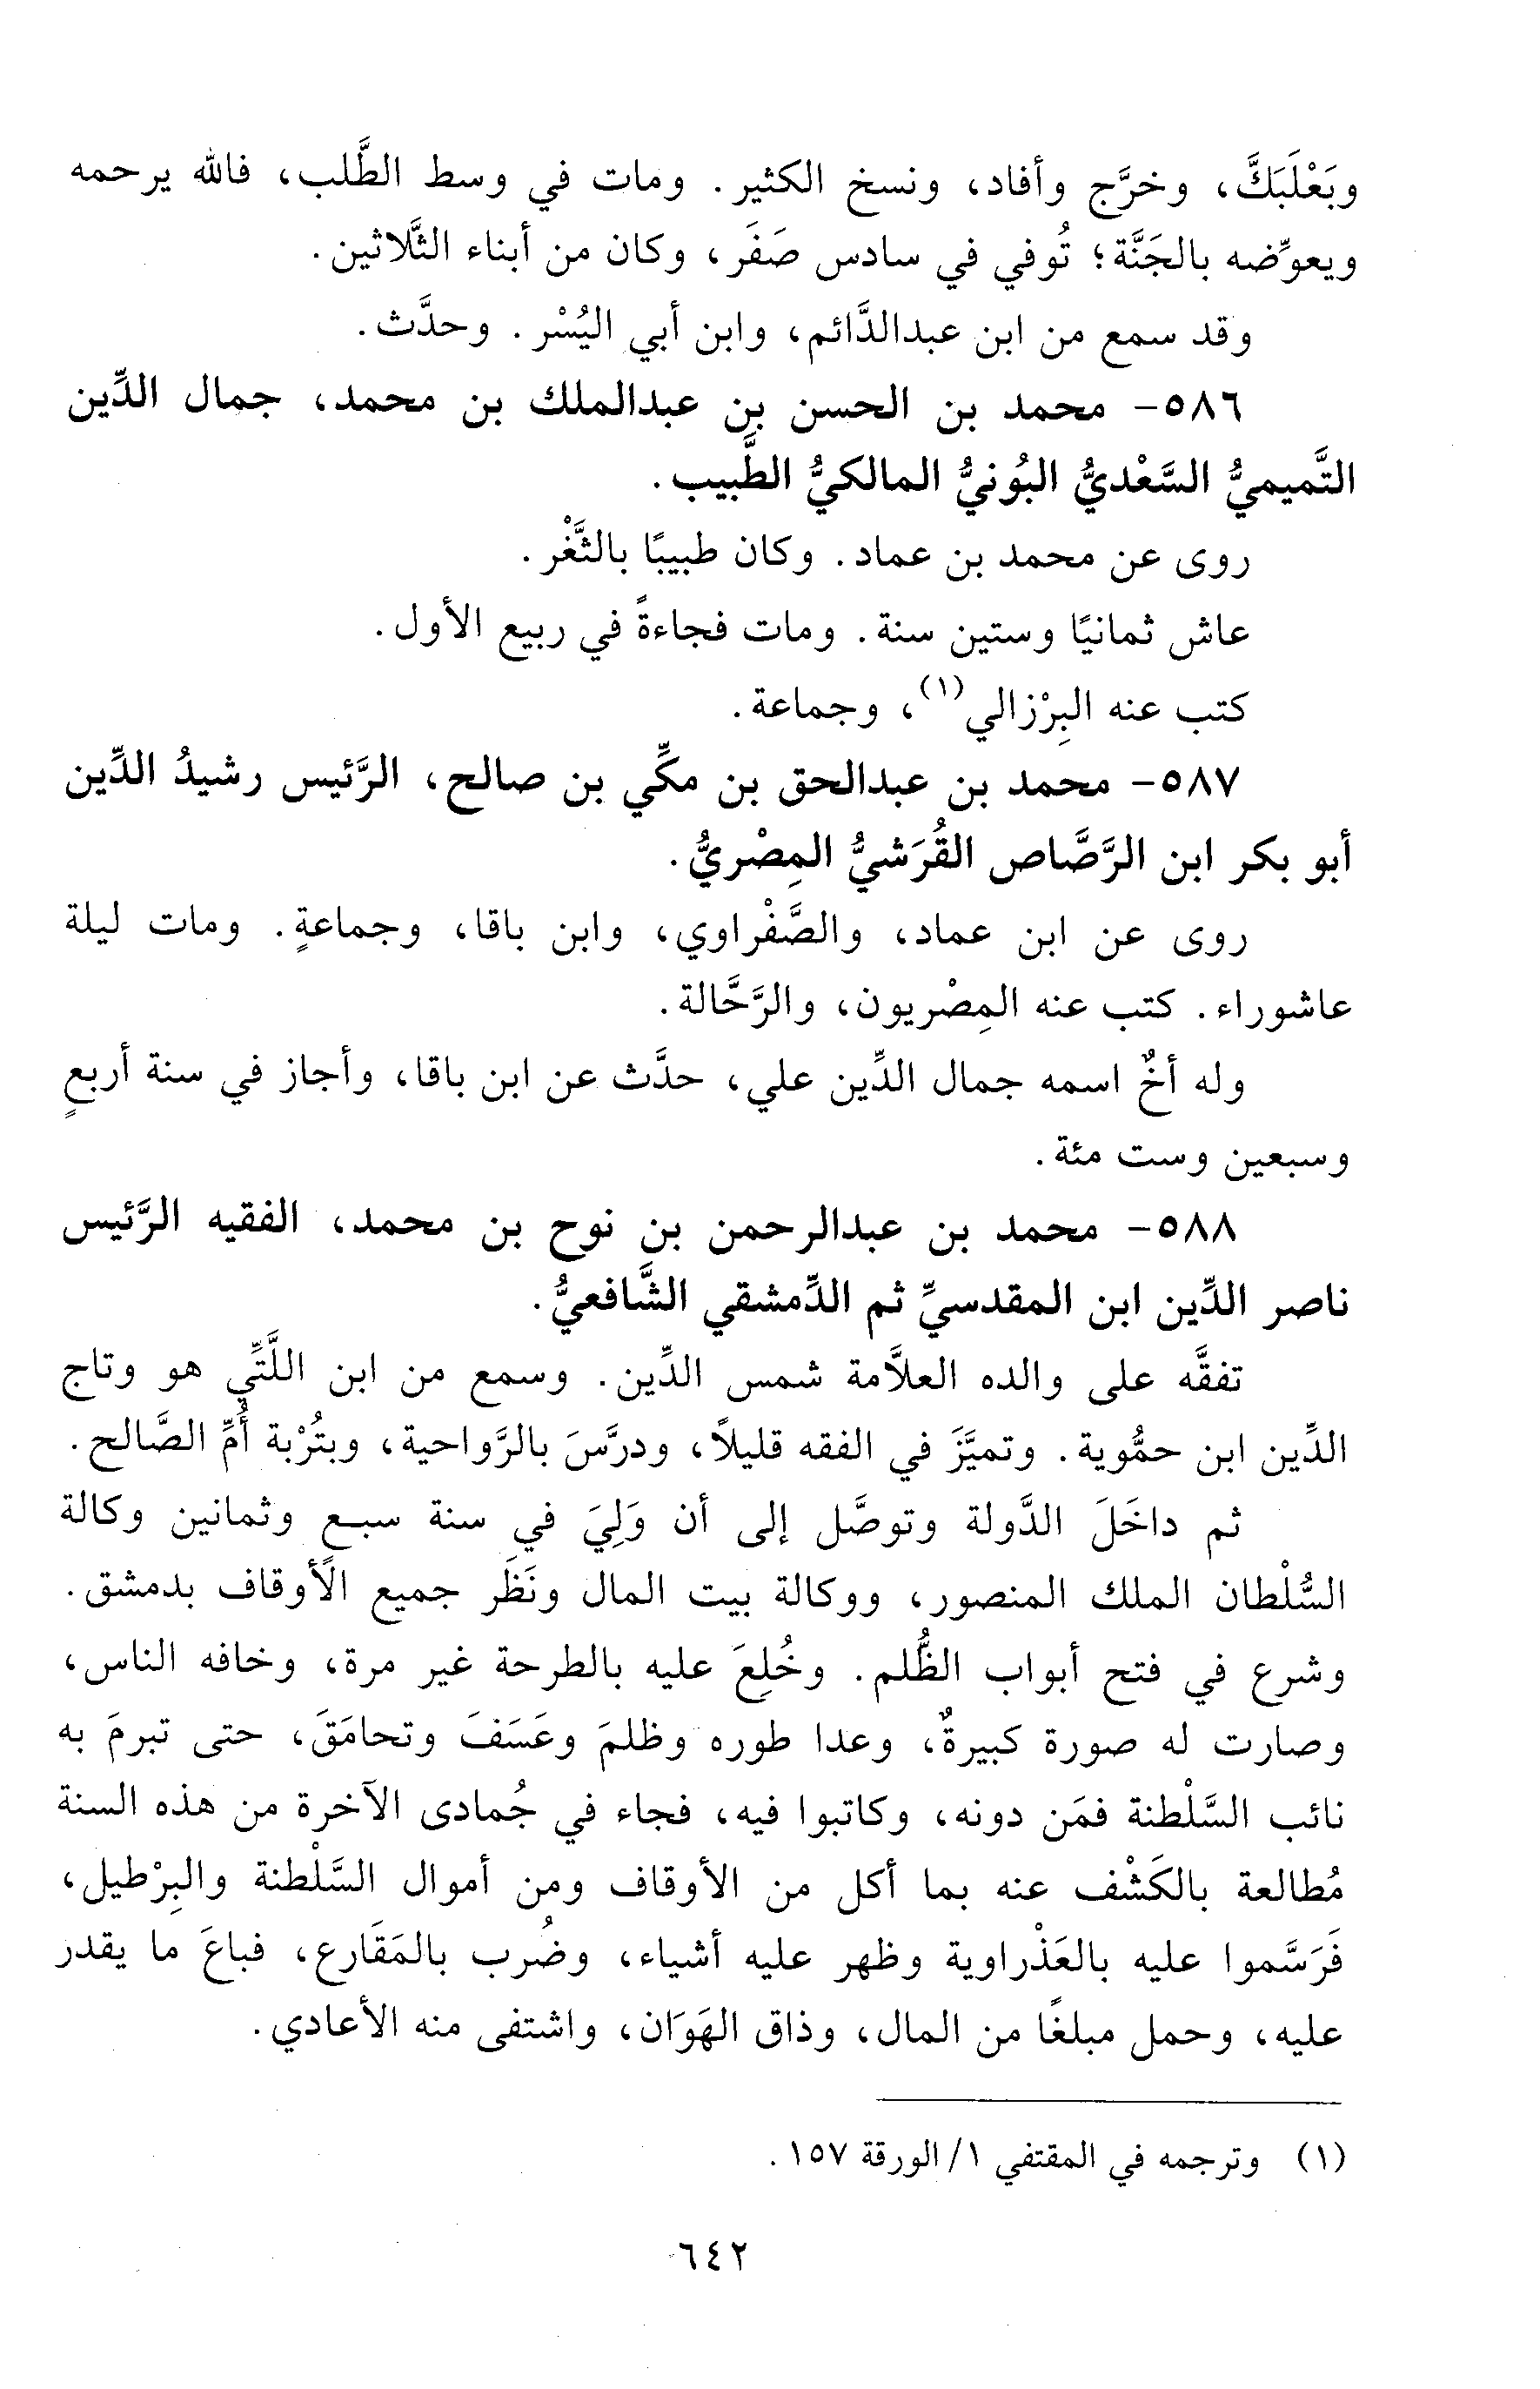 وبَعْلَبَكَّ، وخرَّج وأفاد، ونسخ الكثير. ومات في وسط الطَّلب، فالله يرحمه
ويعوِّضه بالجَنَّة؛ تُوفي في سادس صَفَر، وكان من أبناء الثَّلاثين.
وقد سمع من ابن عبدالدَّائم، وابن أبي اليُسْر. وحدَّث.
٥٨٦- محمد بن الحسن بن عبدالملك بن محمد، جمال الدِّين
التَّميميُّ السَّعْديُّ البُونيُّ المالكيُّ الطَّبيب.
روى عن محمد بن عماد. وكان طبيبًا بالثَّغْر.
عاش ثمانيًا وستين سنة. ومات فجاءةً في ربيع الأول.
كتب عنه البِرْزالي(١)، وجماعة.
٥٨٧- محمد بن عبدالحق بن مكِّي بن صالح، الرَّئيس رشيدُ الدِّين
أبو بكر ابن الرَّصَّاص القُرَشيُّ المِصْريُّ.
روى عن ابن عماد، والصَّفْراوي، وابن باقا، وجماعةٍ. ومات ليلة
عاشوراء. كتب عنه المِصْريون، والرَّحَّالة.
وله أخٌ اسمه جمال الدِّين علي، حدَّث عن ابن باقا، وأجاز في سنة أربعٍ
وسبعين وست مئة.
٥٨٨- محمد بن عبدالرحمن بن نوح بن محمد، الفقيه الرَّئيس
ناصر الدِّين ابن المقدسيِّ ثم الدِّمشقي الشَّافعيُّ.
تفقَّه على والده العلاَّمة شمس الدِّين. وسمع من ابن اللَّتِّي هو وتاج
الدِّين ابن حمُّوية. وتميَّزَ في الفقه قليلاً، ودرَّسَ بالرَّواحية، وبتُرْبة أُمِّ الصَّالح.
ثم داخَلَ الدَّولة وتوصَّل إلى أن وَلِيَ في سنة سبع وثمانين وكالة
السُّلْطان الملك المنصور، ووكالة بيت المال ونَظَر جميع الأوقاف بدمشق.
وشرع في فتح أبواب الظُّلم. وخُلِعَ عليه بالطرحة غير مرة، وخافه الناس،
وصارت له صورة كبيرةٌ، وعدا طوره وظلمَ وعَسَفَ وتحامَقَ، حتى تبرمَ به
نائب السَّلْطنة فمَن دونه، وكاتبوا فيه، فجاء في جُمادى الآخرة من هذه السنة
مُطالعة بالكَشْف عنه بما أكل من الأوقاف ومن أموال السَّلْطنة والبِرْطيل،
فَرَسَّموا عليه بالعَذْراوية وظهر عليه أشياء، وضُرب بالمَقَارع، فباعَ ما يقدر
عليه، وحمل مبلغًا من المال، وذاق الهَوَان، واشتفى منه الأعادي.
(١) وترجمه في المقتفي ١/ الورقة ١٥٧.
٦٤٢